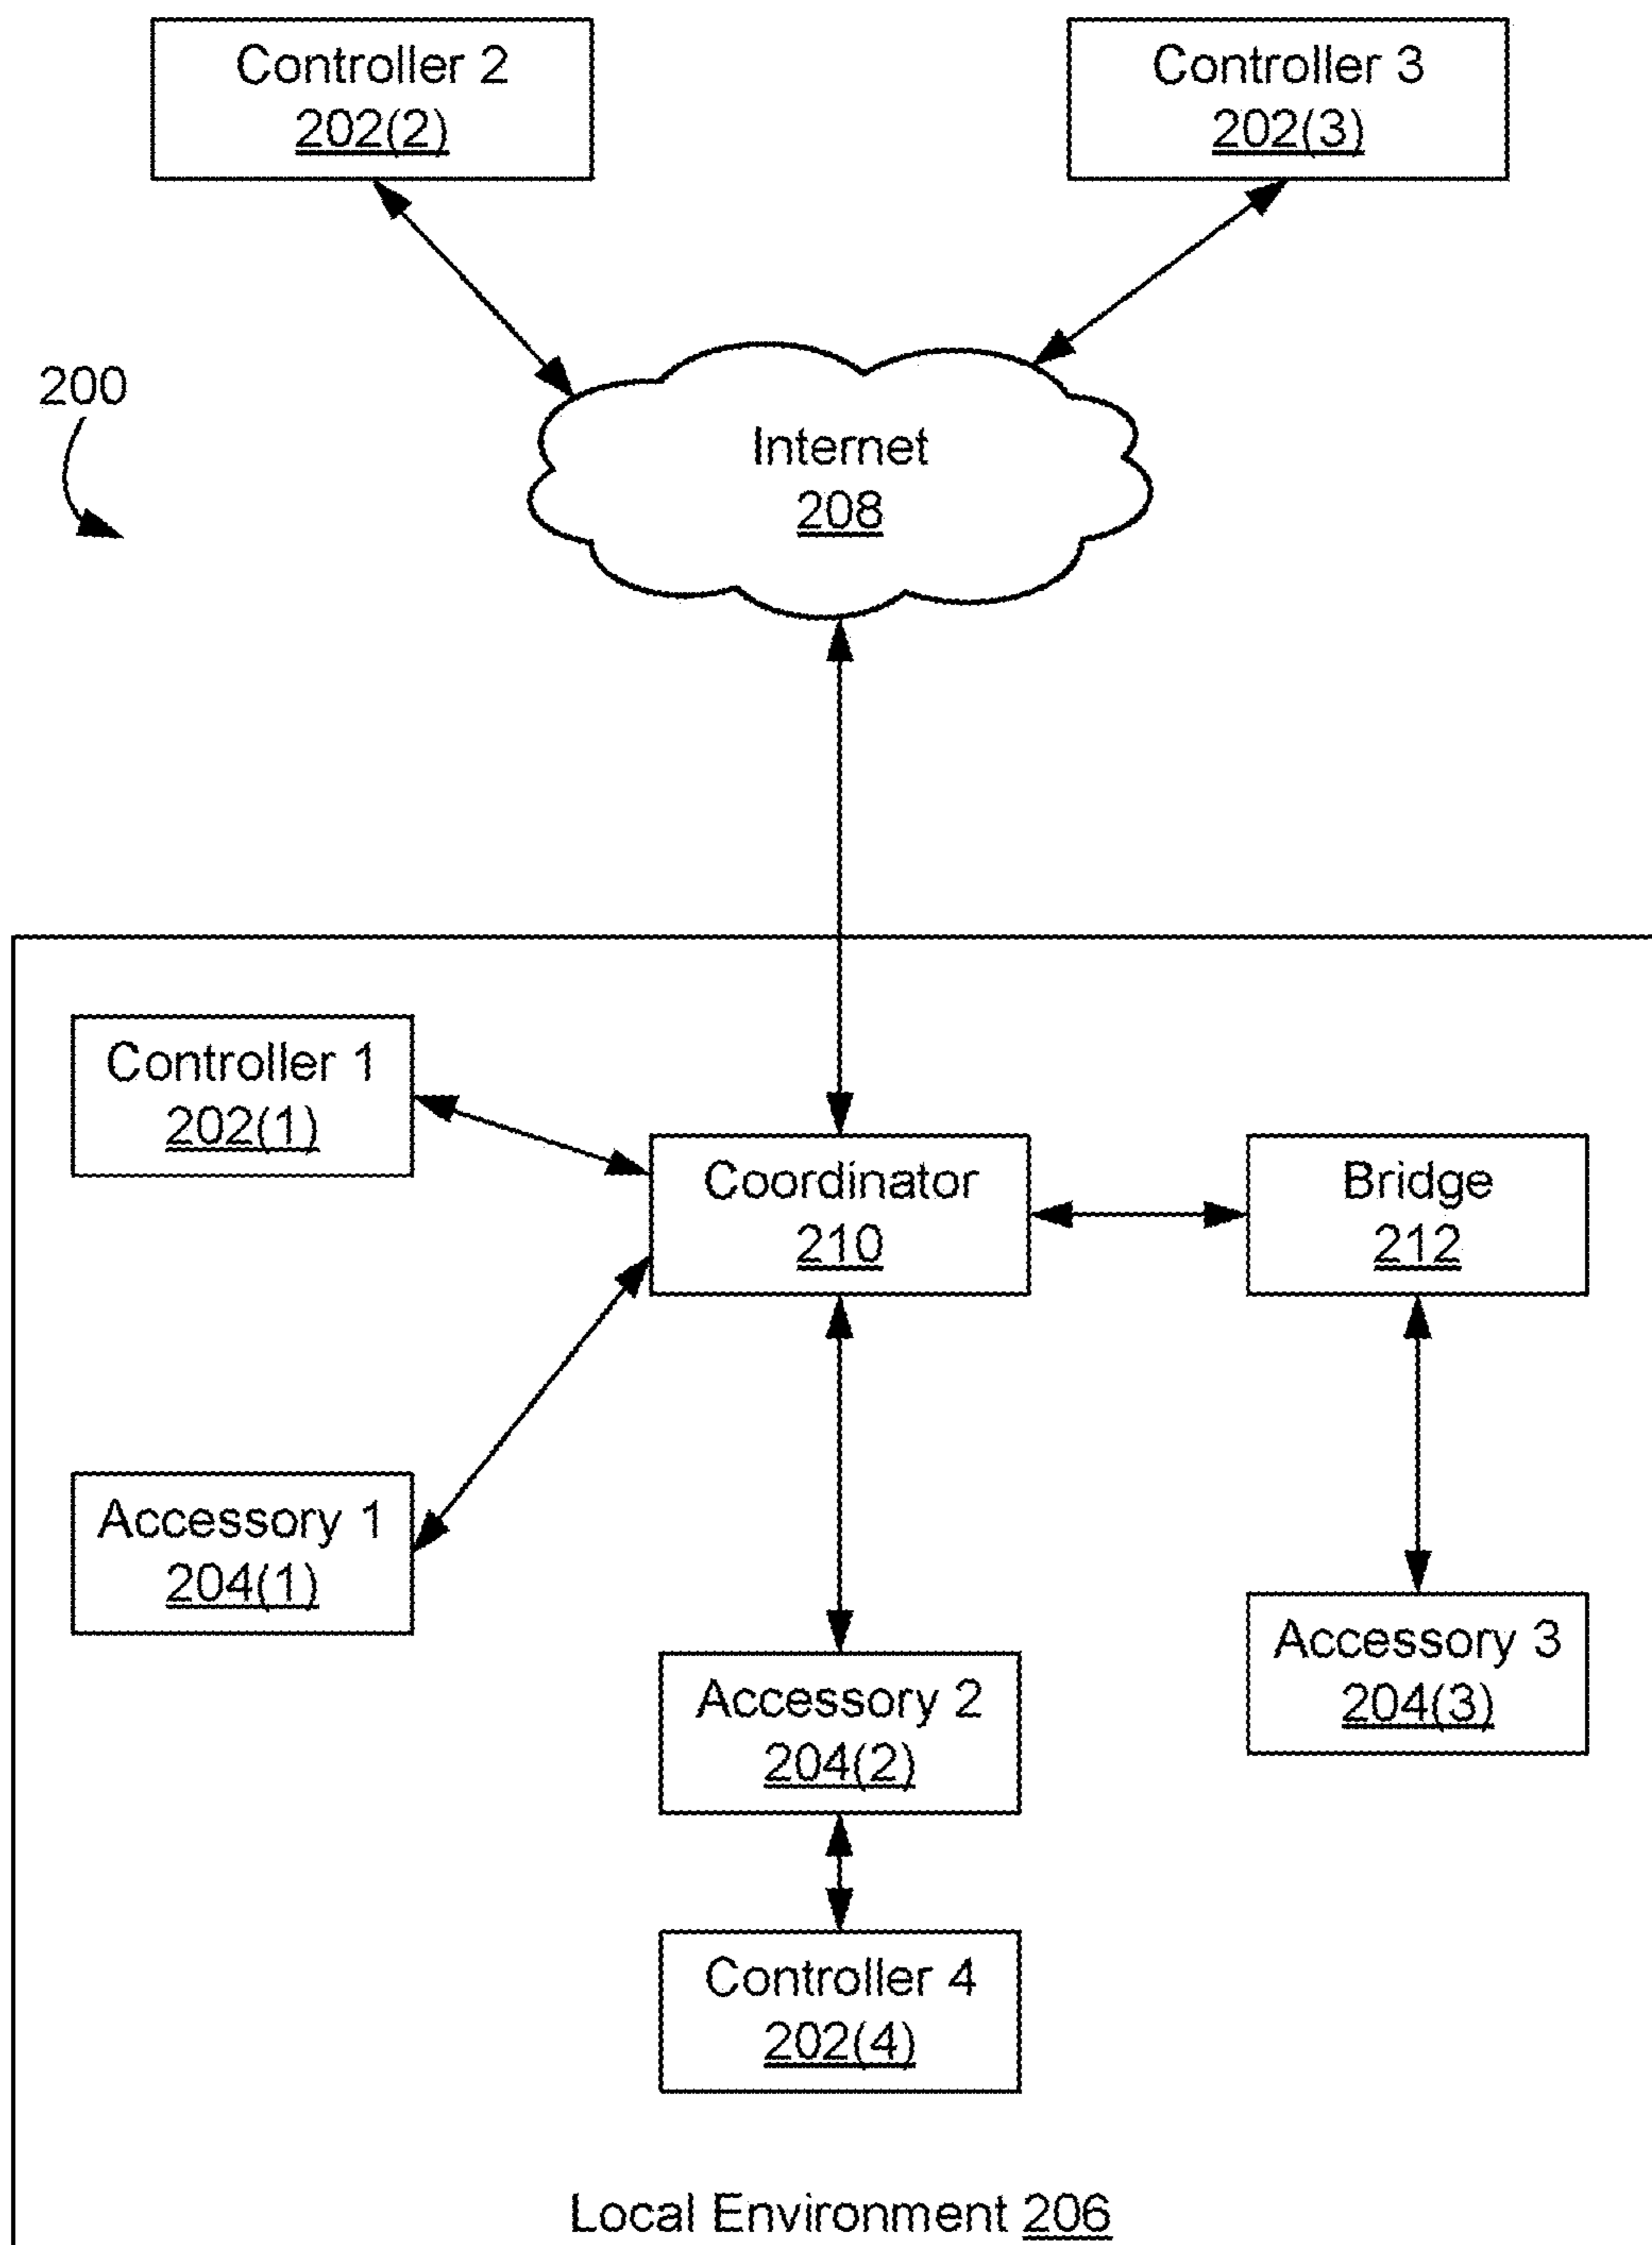 Controller 2
202(2)
Controller 3
202(3)
200
Internet
208
Controller 1
202(1)
Coordinator
210
Bridge
212
Accessory 1
204(1)
Accessory 2
204(2)
Accessory 3
204(3)
Controller 4
202(4)
Local Environment 206